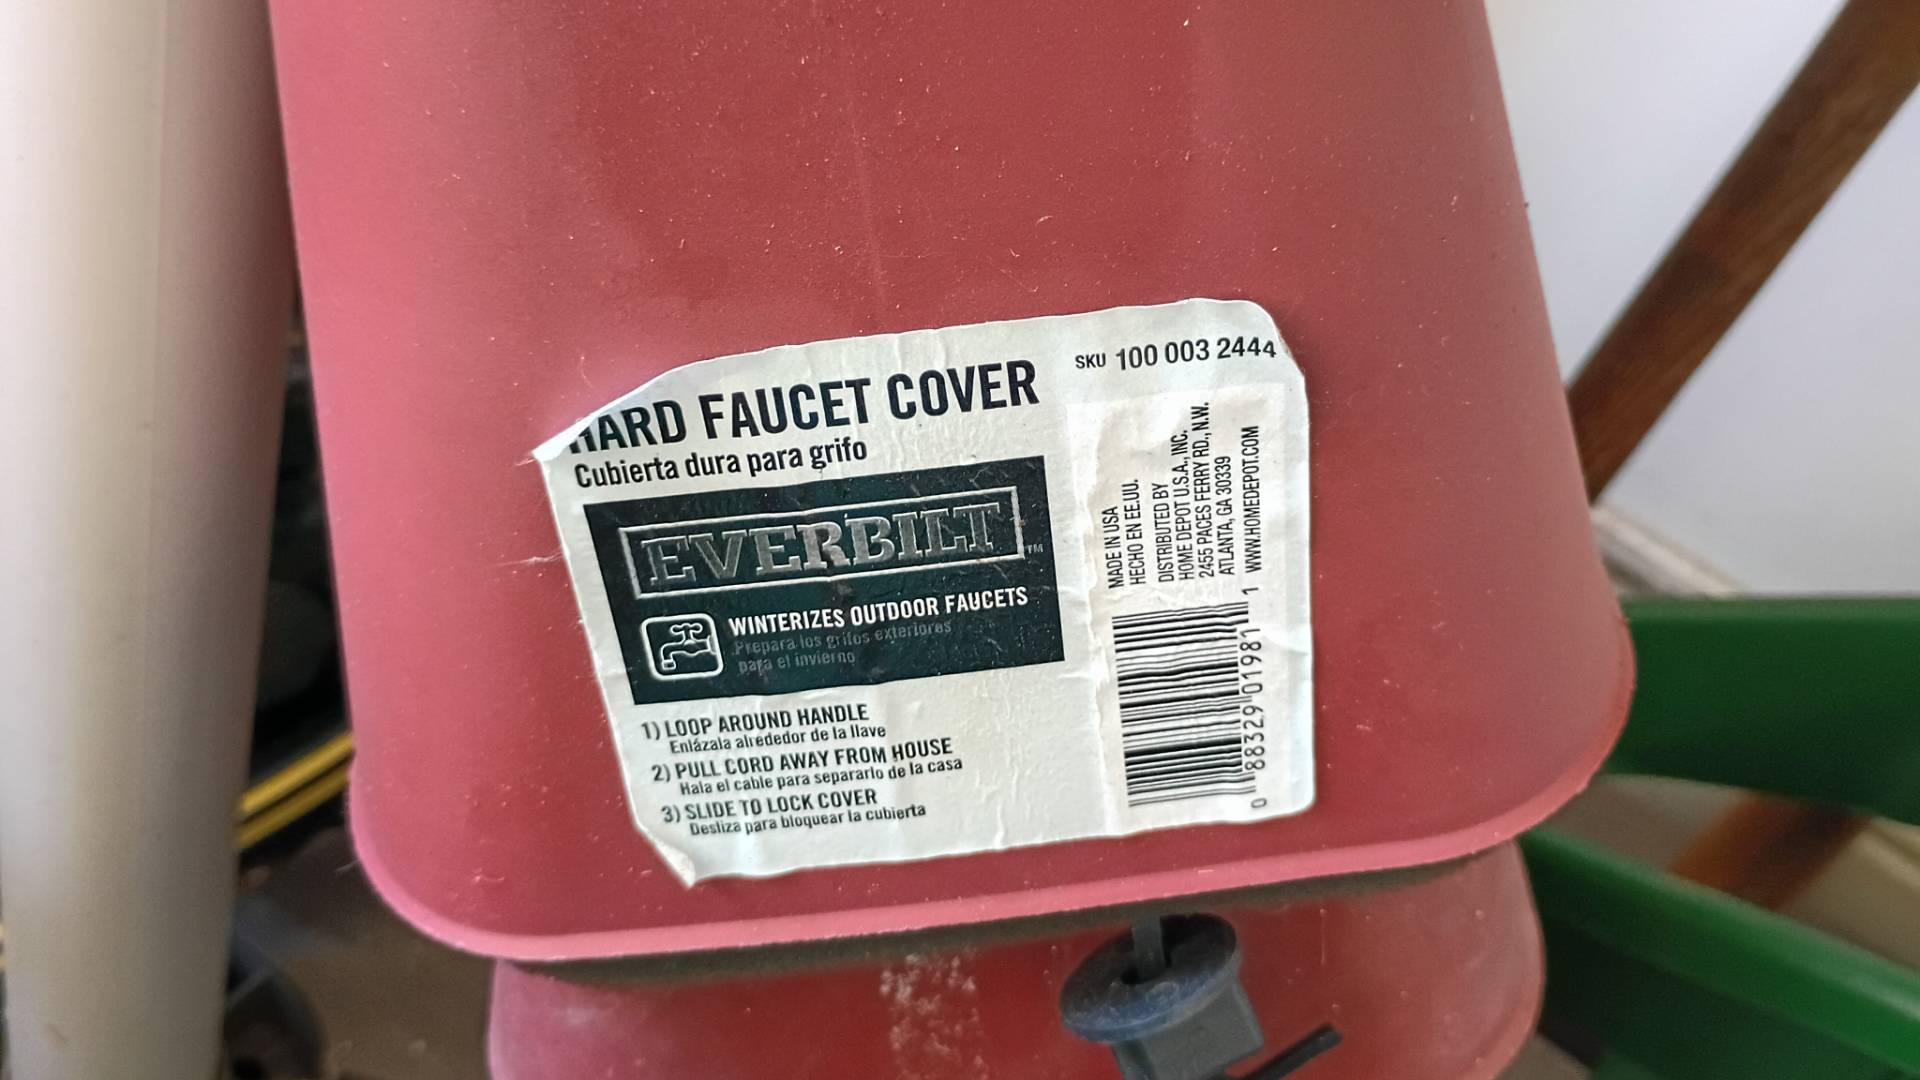 HARD FAUCET COVER
Cubierta dura para grifo
EVERBILT™
WINTERIZES OUTDOOR FAUCETS
Prepara los grifos exteriores
para el invierno
1) LOOP AROUND HANDLE
Enlázala alrededor de la llave
2) PULL CORD AWAY FROM HOUSE
Hala el cable para separarlo de la casa
3) SLIDE TO LOCK COVER
Desliza para bloquear la cubierta
SKU 100 003 2444
MADE IN USA
HECHO EN EE.UU.
DISTRIBUTED BY
HOME DEPOT U.S.A., INC.
2455 PACES FERRY RD., N.W.
ATLANTA, GA 30339
WWW.HOMEDEPOT.COM
0 88329 01981 1